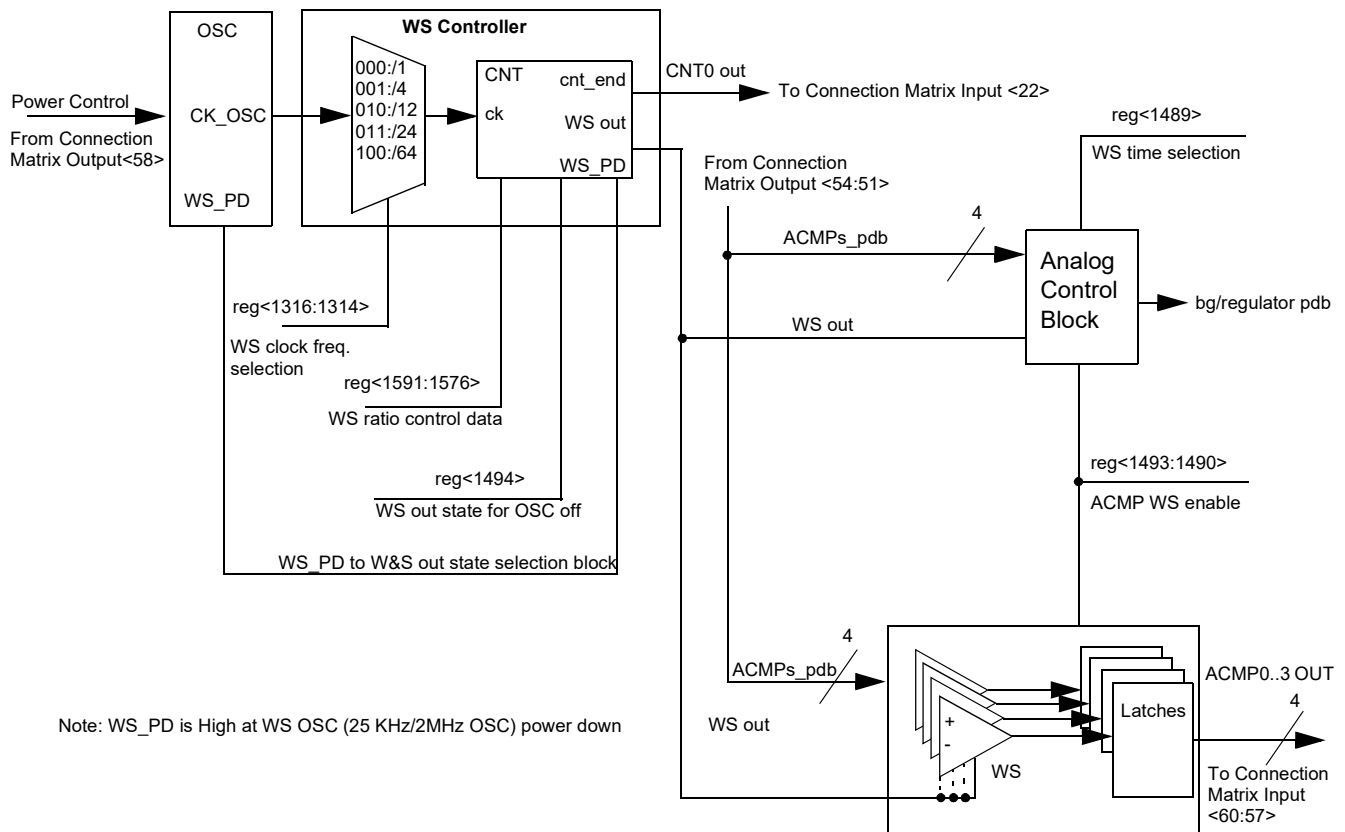 OSC
WS Controller
000:/1
001:/4
010:/12
011:/24
100:/64
CNT
cnt_end
ck
WS out
WS_PD
CNT0 out
To Connection Matrix Input <22>
Power Control
CK_OSC
From Connection
Matrix Output<58>
WS_PD
reg<1489>
WS time selection
From Connection
Matrix Output <54:51>
4
ACMPs_pdb
Analog
Control
Block
bg/regulator pdb
WS out
reg<1316:1314>
WS clock freq.
selection
reg<1591:1576>
WS ratio control data
reg<1494>
WS out state for OSC off
reg<1493:1490>
ACMP WS enable
WS_PD to W&S out state selection block
4
ACMPs_pdb
WS out
+
-
WS
Latches
ACMP0..3 OUT
4
To Connection
Matrix Input
<60:57>
Note: WS_PD is High at WS OSC (25 KHz/2MHz OSC) power down